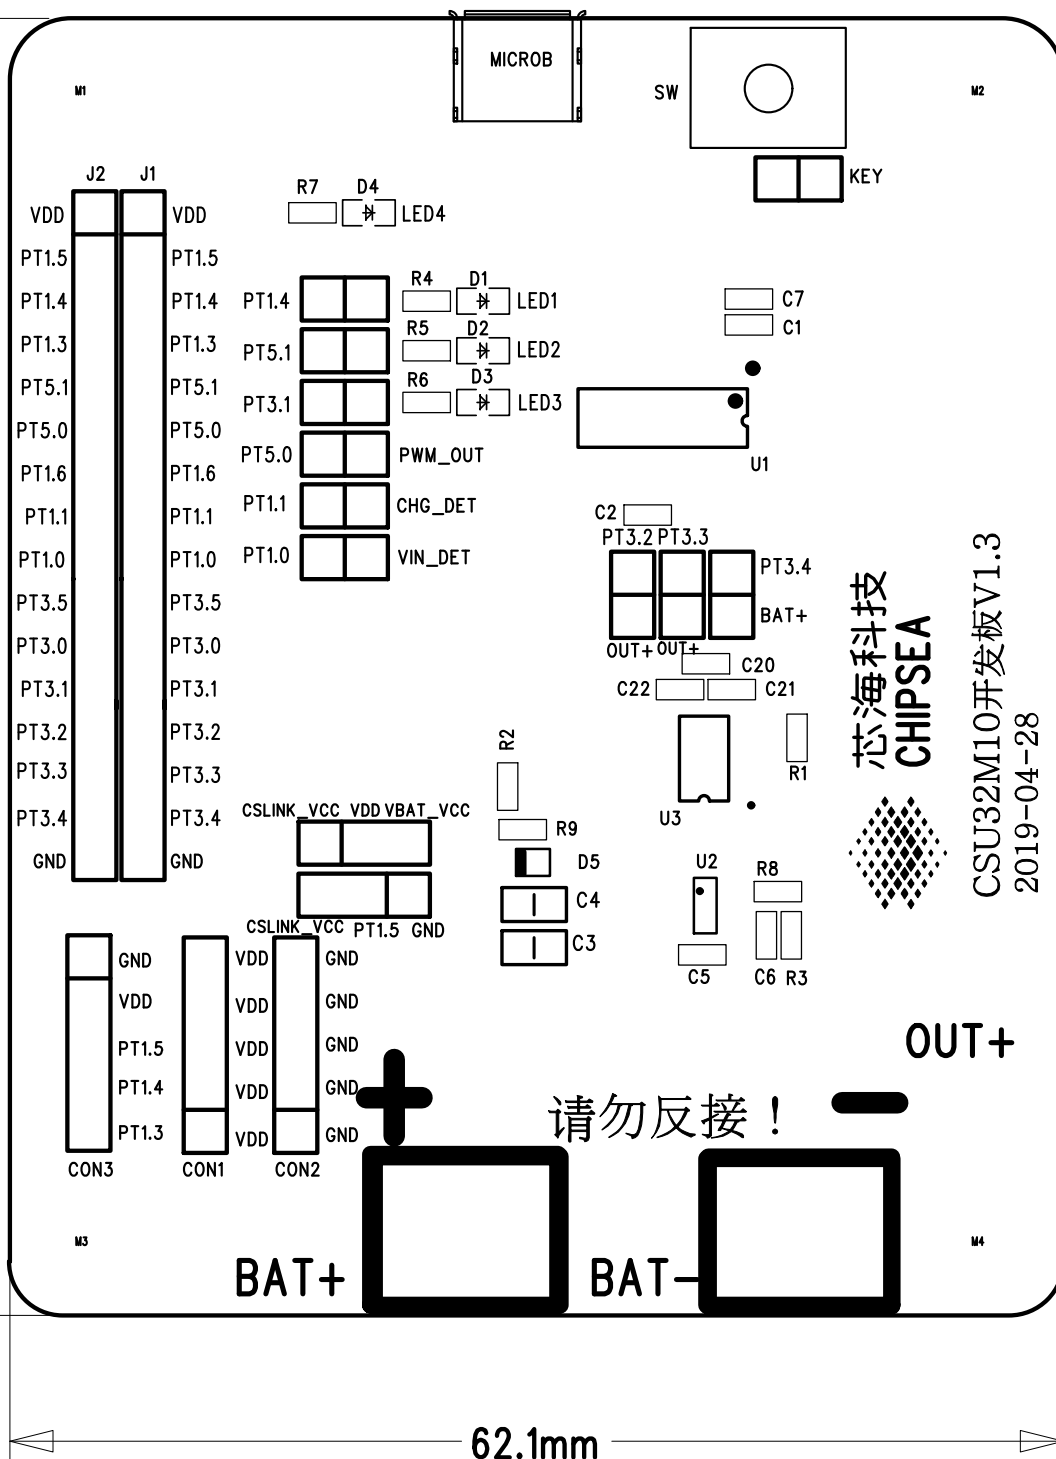 MICROB
SW
M1
M2
KEY
J2 J1
R7 D4
LED4
VDD VDD
PT1.5 PT1.5
PT1.4 PT1.4
PT1.3 PT1.3
PT5.1 PT5.1
PT5.0 PT5.0
PT1.6 PT1.6
PT1.1 PT1.1
PT1.0 PT1.0
PT3.5 PT3.5
PT3.0 PT3.0
PT3.1 PT3.1
PT3.2 PT3.2
PT3.3 PT3.3
PT3.4 PT3.4
GND GND
R4 D1
PT1.4 LED1
R5 D2
PT5.1 LED2
R6 D3
PT3.1 LED3
PT5.0 PWM_OUT
PT1.1 CHG_DET
PT1.0 VIN_DET
C7
C1
U1
C2
PT3.2 PT3.3
PT3.4
BAT+
OUT+ OUT+
C20
C22 C21
R2
R1
U3
R9
D5
C4
C3
U2
R8
C5 C6 R3
芯海科技
CHIPSEA
CSU32M10开发板V1.3
2019-04-28
CSLINK_VCC VDD VBAT_VCC
CSLINK_VCC PT1.5 GND
GND
VDD
PT1.5
PT1.4
PT1.3
CON3
VDD
VDD
VDD
VDD
VDD
CON1
GND
GND
GND
GND
GND
CON2
OUT+
请勿反接！
BAT+ BAT-
M3
M4
62.1mm